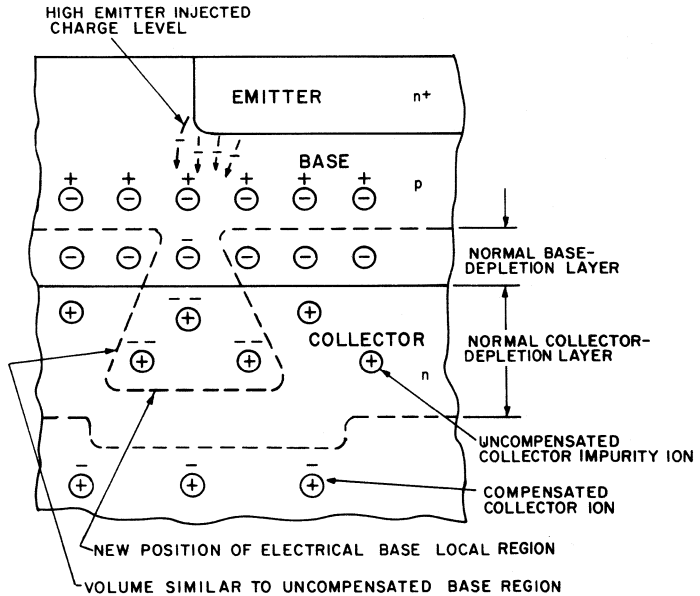 HIGH EMITTER INJECTED
CHARGE LEVEL
EMITTER
n+
BASE
p
NORMAL BASE-
DEPLETION LAYER
NORMAL COLLECTOR-
DEPLETION LAYER
COLLECTOR
n
UNCOMPENSATED
COLLECTOR IMPURITY ION
COMPENSATED
COLLECTOR ION
NEW POSITION OF ELECTRICAL BASE LOCAL REGION
VOLUME SIMILAR TO UNCOMPENSATED BASE REGION